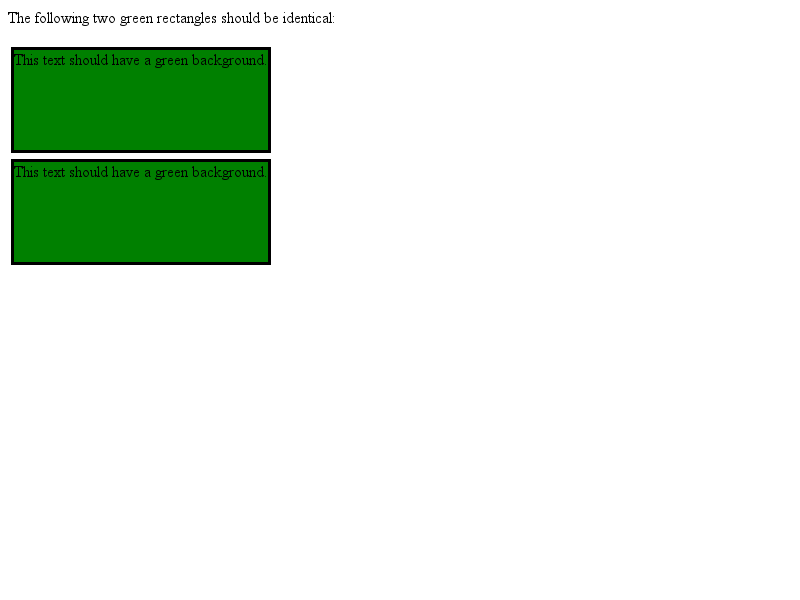 The following two green rectangles should be identical:
This text should have a green background
This text should have a green background